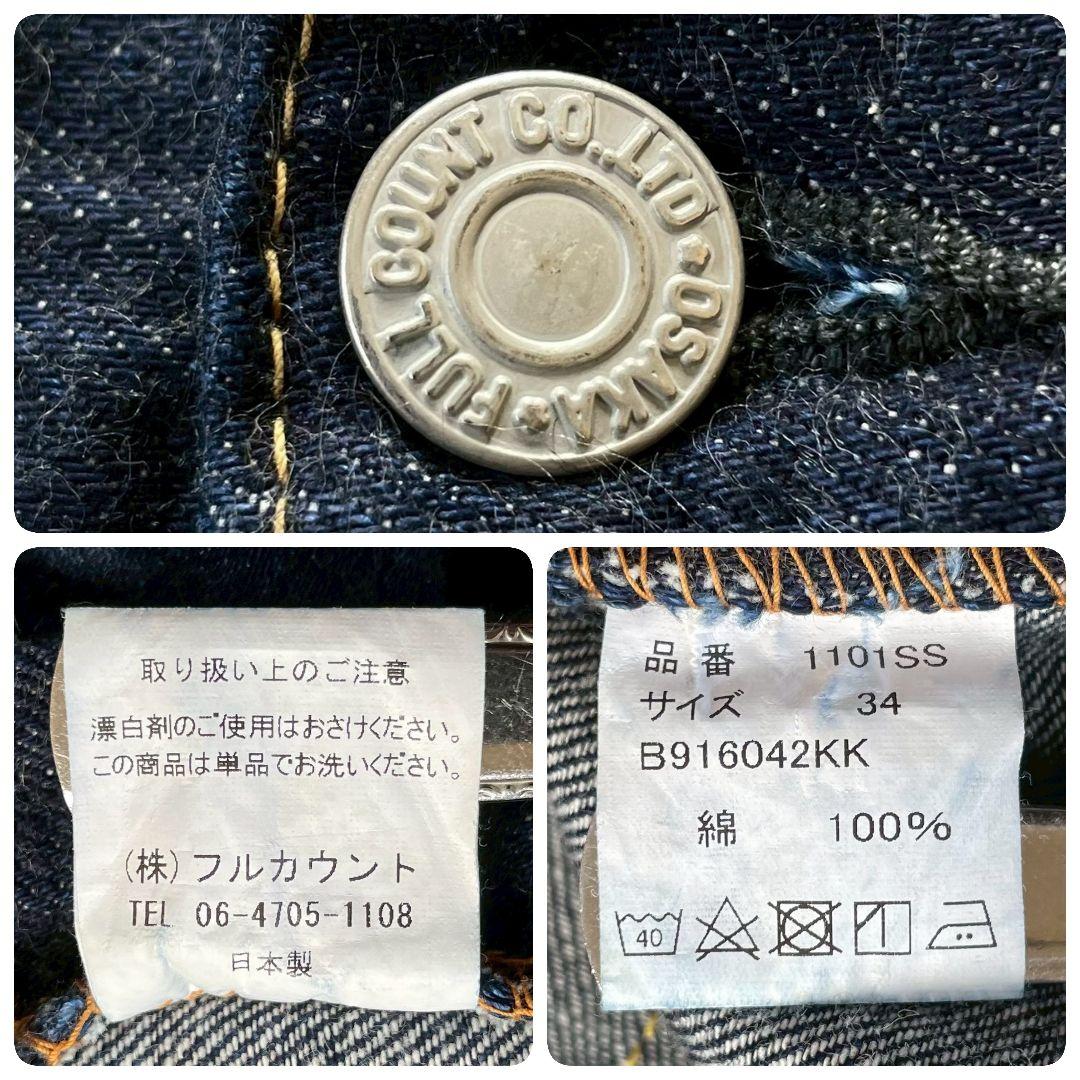 FULL COUNT CO.,LTD・OSAKA・
取り扱い上のご注意
漂白剤のご使用はおさけください。
この商品は単品でお洗いください。
(株)フルカウント
TEL 06-4705-1108
日本製
品番 1101SS
サイズ 34
B916042KK
綿 100%
40